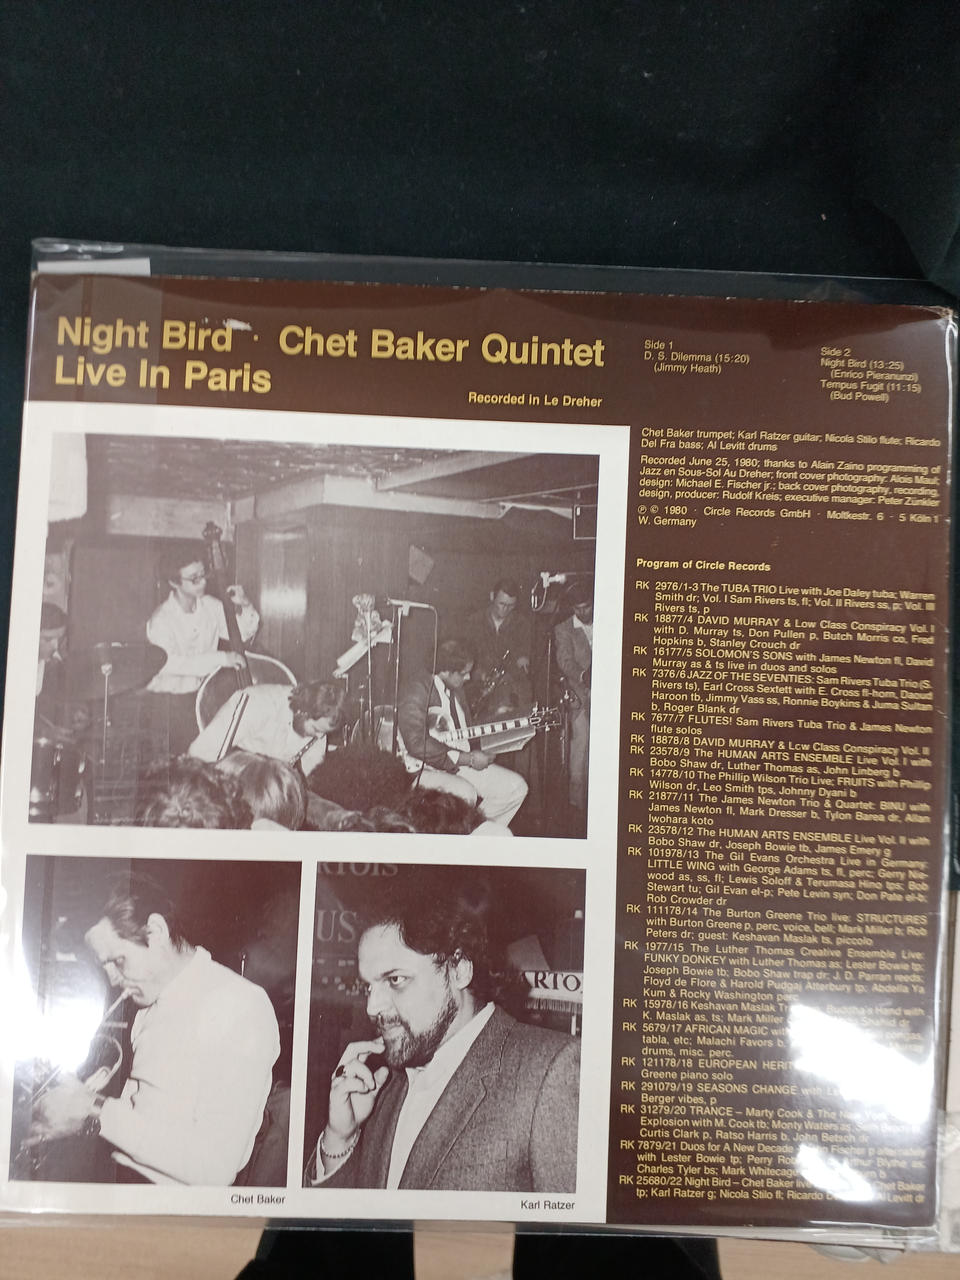 Night Bird · Chet Baker Quintet
Live In Paris
Recorded in Le Dreher
Side 1
D. S. Dilemma (15:20)
(Jimmy Heath)
Side 2
Night Bird (13:25)
(Enrico Pieranunzi)
Tempus Fugit (11:15)
(Bud Powell)
Chet Baker trumpet; Karl Ratzer guitar; Nicola Stilo flute; Ricardo
Del Fra bass; Al Levitt drums
Recorded June 25, 1980; thanks to Alain Zaino programming of
Jazz en Sous-Sol Au Dreher; front cover photography: Alois Maul;
design: Michael E. Fischer jr.; back cover photography, recording,
design, producer: Rudolf Kreis; executive manager: Peter Zünkler
℗ © 1980 · Circle Records GmbH · Moltkestr. 6 · 5 Köln 1
W. Germany
Program of Circle Records
RK 2976/1-3 The TUBA TRIO Live with Joe Daley tuba; Warren
Smith dr; Vol. I Sam Rivers ts, fl; Vol. II Rivers ss, p; Vol. III
Rivers ts, p
RK 18877/4 DAVID MURRAY & Low Class Conspiracy Vol. I
with D. Murray ts, Don Pullen p, Butch Morris co, Fred
Hopkins b, Stanley Crouch dr
RK 16177/5 SOLOMON'S SONS with James Newton fl, David
Murray as & ts live in duos and solos
RK 7376/6 JAZZ OF THE SEVENTIES: Sam Rivers Tuba Trio (S.
Rivers ts), Earl Cross Sextett with E. Cross fl-horn, Daoud
Haroon tb, Jimmy Vass ss, Ronnie Boykins & Juma Sultan
b, Roger Blank dr
RK 7677/7 FLUTES! Sam Rivers Tuba Trio & James Newton
flute solos
RK 18878/8 DAVID MURRAY & Low Class Conspiracy Vol. II
RK 23578/9 The HUMAN ARTS ENSEMBLE Live Vol. I with
Bobo Shaw dr, Luther Thomas as, John Linberg b
RK 14778/10 The Phillip Wilson Trio Live; FRUITS with Phillip
Wilson dr, Leo Smith tps, Johnny Dyani b
RK 21877/11 The James Newton Trio & Quartet: BINU with
James Newton fl, Mark Dresser b, Tylon Barea dr, Allan
Iwohara koto
RK 23578/12 The HUMAN ARTS ENSEMBLE Live Vol. II with
Bobo Shaw dr, Joseph Bowie tb, James Emery g
RK 101978/13 The Gil Evans Orchestra Live in Germany:
LITTLE WING with George Adams ts, fl, perc; Gerry Nie-
wood as, ss, fl; Lewis Soloff & Terumasa Hino tps; Bob
Stewart tu; Gil Evan el-p; Pete Levin syn; Don Pate el-b;
Rob Crowder dr
RK 111178/14 The Burton Greene Trio live: STRUCTURES
with Burton Greene p, perc, voice, bell; Mark Miller b; Rob
Peters dr; guest: Keshavan Maslak ts, piccolo
RK 1977/15 The Luther Thomas Creative Ensemble Live:
FUNKY DONKEY with Luther Thomas as; Lester Bowie tp;
Joseph Bowie tb; Bobo Shaw trap dr; J. D. Parran reeds;
Floyd de Flore & Harold Pudgaj Atterbury tp; Abdella Ya
Kum & Rocky Washington perc
RK 15978/16 Keshavan Maslak Buddha's Hand with
K. Maslak as, ts; Mark Miller Shahid dr
RK 5679/17 AFRICAN MAGIC with congas,
tabla, etc; Malachi Favors b,
drums, misc. perc.
RK 121178/18 EUROPEAN
Greene piano solo
RK 291079/19 SEASONS CHANGE with
Berger vibes, p
RK 31279/20 TRANCE – Marty Cook & The New
Explosion with M. Cook tb; Monty Waters as,
Curtis Clark p, Ratso Harris b, John Betsch dr
RK 7879/21 Duos for A New Decade Fischer p alternately
with Lester Bowie tp; Perry Arthur Blythe as;
Charles Tyler bs; Mark Whitecage b
RK 25680/22 Night Bird – Chet Baker live Chet Baker
tp; Karl Ratzer g; Nicola Stilo fl; Ricardo Levitt dr
Chet Baker
Karl Ratzer